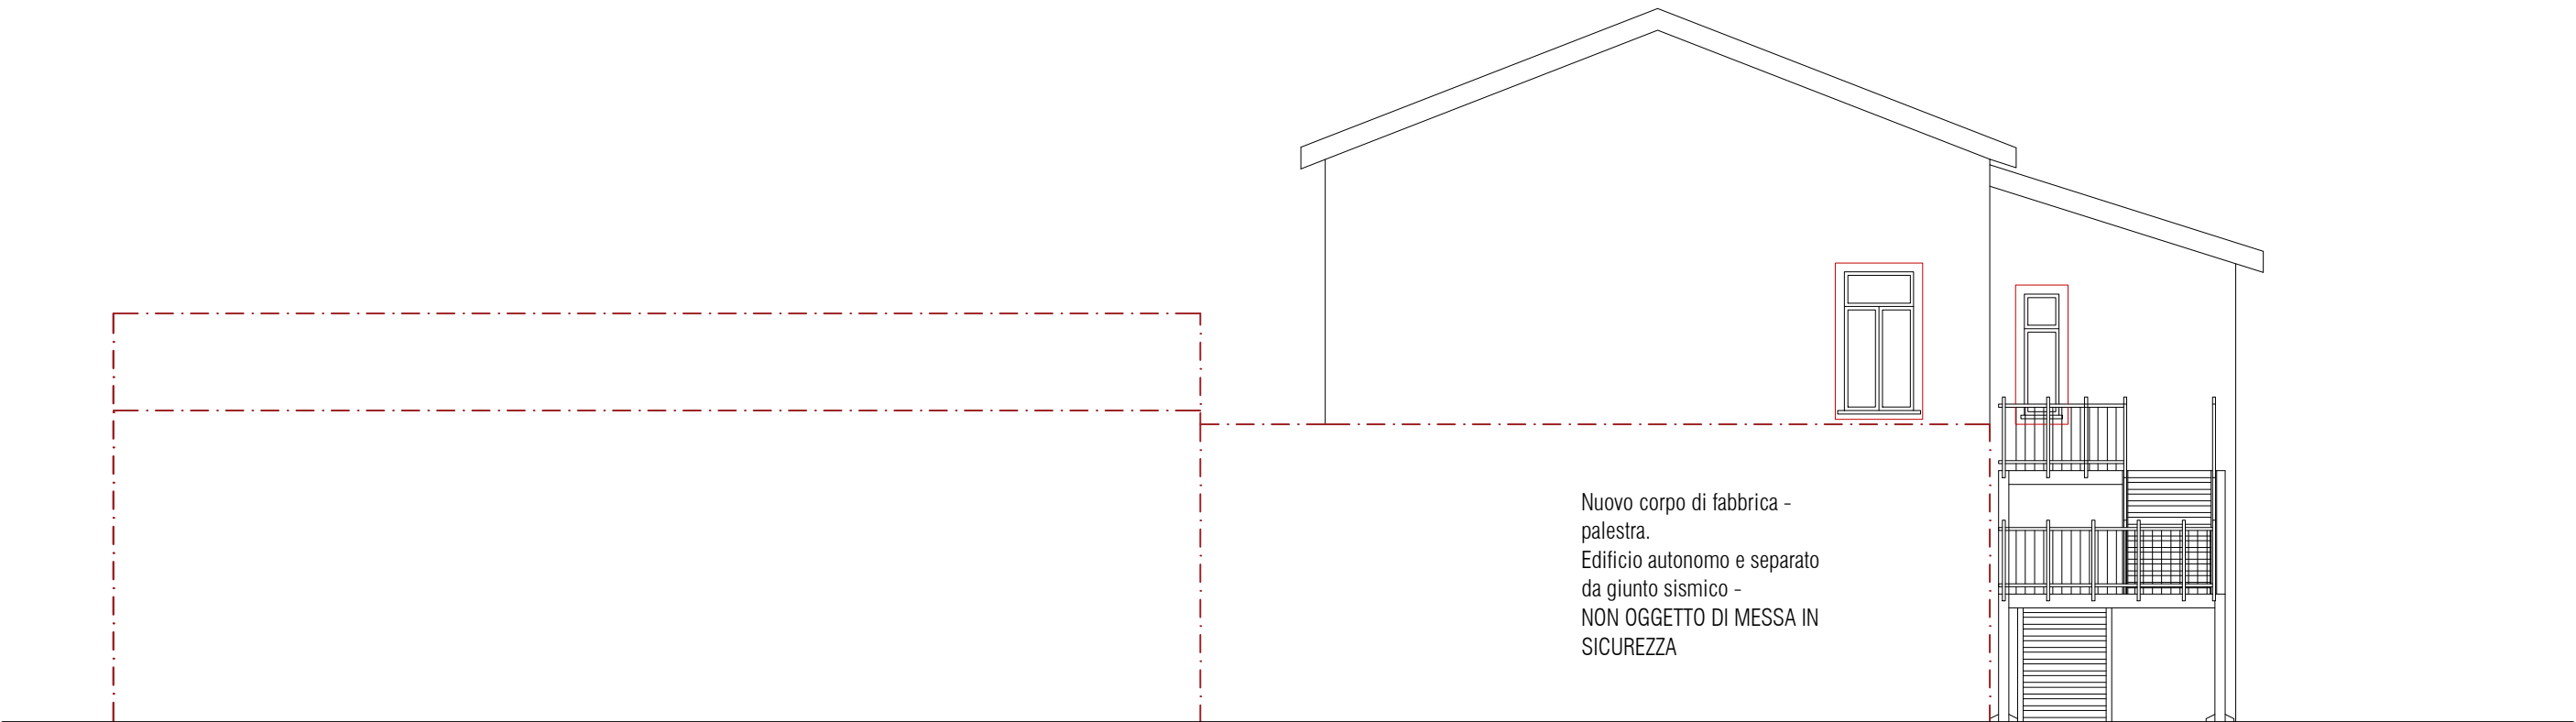 Nuovo corpo di fabbrica -
palestra.
Edificio autonomo e separato
da giunto sismico -
NON OGGETTO DI MESSA IN
SICUREZZA